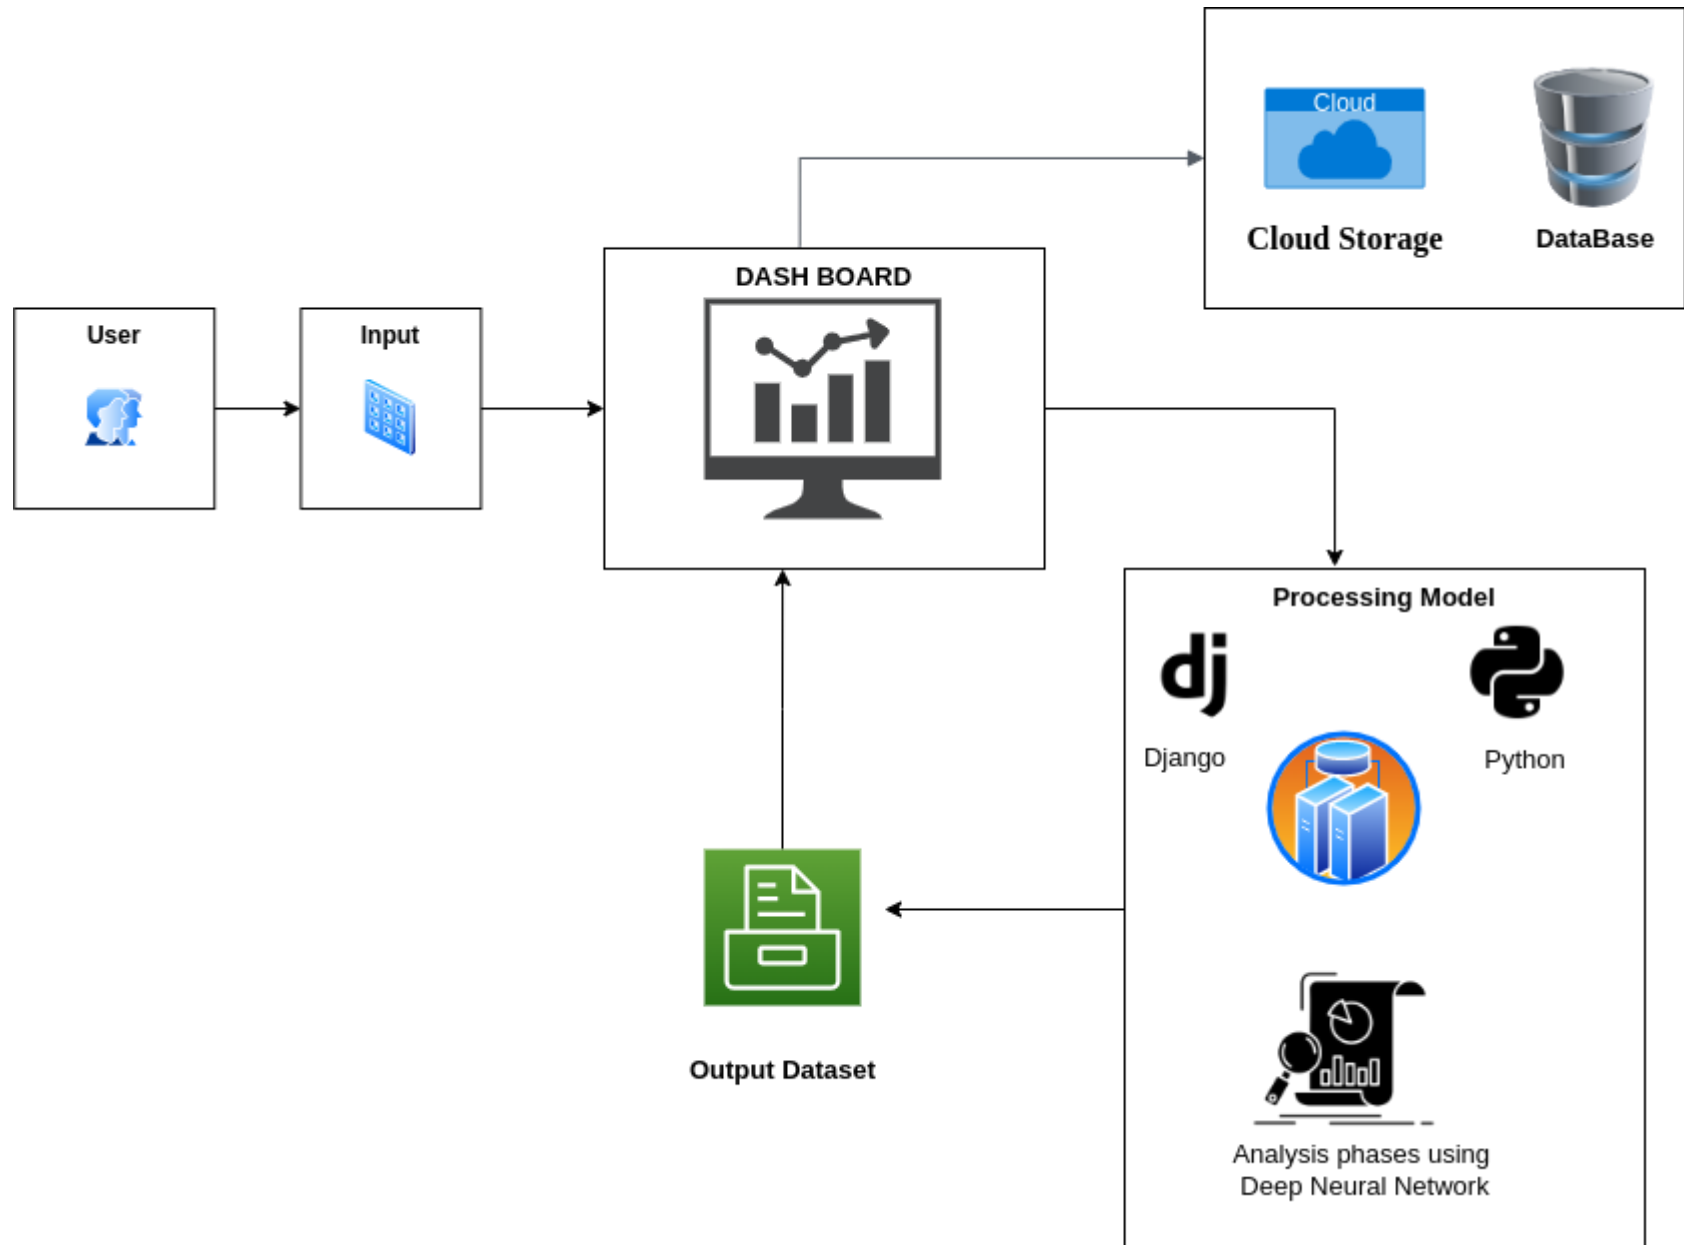 Cloud
Cloud Storage
DataBase
DASH BOARD
User
Input
Processing Model
dj
Django
Python
Output Dataset
Analysis phases using
Deep Neural Network